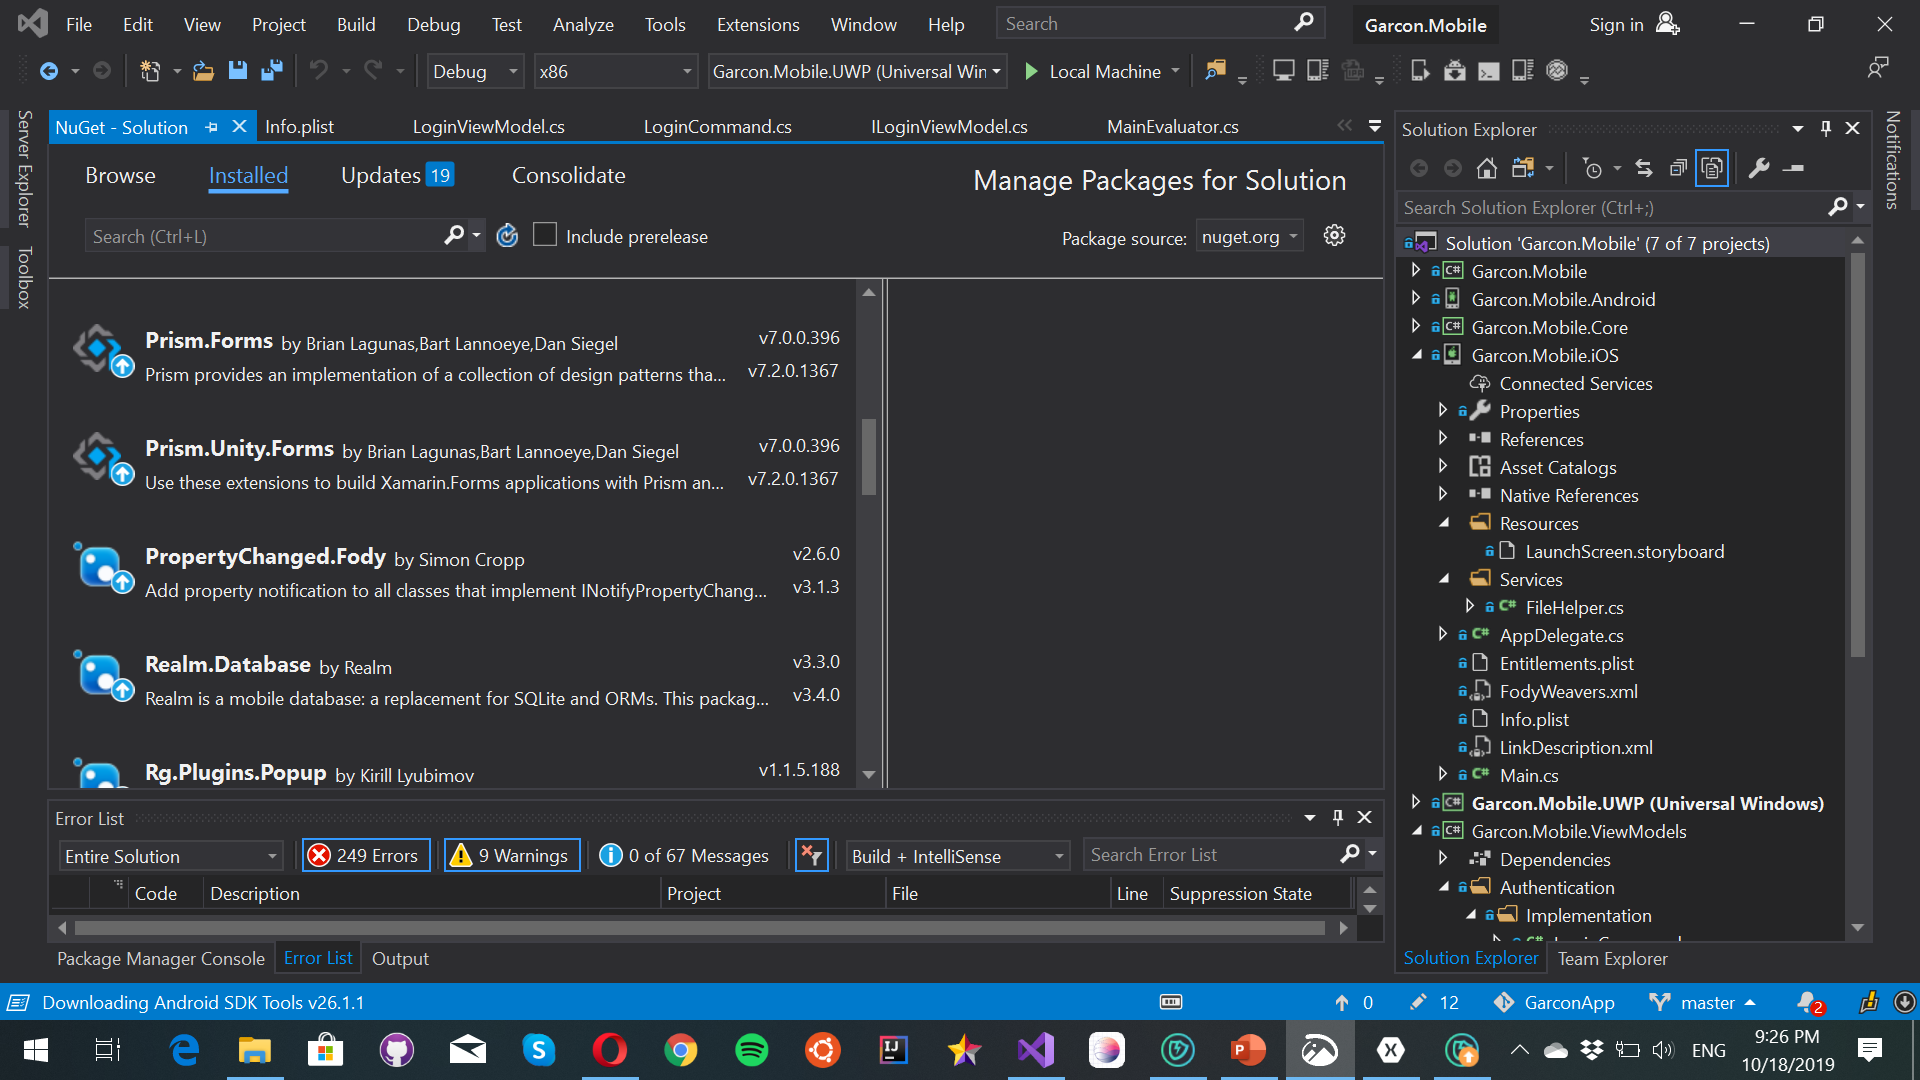 File Edit View Project Build Debug Test Analyze Tools Extensions Window Help Search Garcon.Mobile Sign in
Debug x86 Garcon.Mobile.UWP (Universal Win Local Machine
Server Explorer
Toolbox
NuGet - Solution Info.plist LoginViewModel.cs LoginCommand.cs ILoginViewModel.cs MainEvaluator.cs
Browse Installed Updates 19 Consolidate Manage Packages for Solution
Search (Ctrl+L) Include prerelease Package source: nuget.org
Prism.Forms by Brian Lagunas,Bart Lannoeye,Dan Siegel v7.0.0.396
Prism provides an implementation of a collection of design patterns tha... v7.2.0.1367
Prism.Unity.Forms by Brian Lagunas,Bart Lannoeye,Dan Siegel v7.0.0.396
Use these extensions to build Xamarin.Forms applications with Prism an... v7.2.0.1367
PropertyChanged.Fody by Simon Cropp v2.6.0
Add property notification to all classes that implement INotifyPropertyChang... v3.1.3
Realm.Database by Realm v3.3.0
Realm is a mobile database: a replacement for SQLite and ORMs. This packag... v3.4.0
Rg.Plugins.Popup by Kirill Lyubimov v1.1.5.188
Error List
Entire Solution 249 Errors 9 Warnings 0 of 67 Messages Build + IntelliSense Search Error List
Code Description Project File Line Suppression State
Package Manager Console Error List Output
Solution Explorer
Search Solution Explorer (Ctrl+;)
Solution 'Garcon.Mobile' (7 of 7 projects)
C# Garcon.Mobile
Garcon.Mobile.Android
C# Garcon.Mobile.Core
Garcon.Mobile.iOS
Connected Services
Properties
References
Asset Catalogs
Native References
Resources
LaunchScreen.storyboard
Services
C# FileHelper.cs
C# AppDelegate.cs
Entitlements.plist
FodyWeavers.xml
Info.plist
LinkDescription.xml
C# Main.cs
C# Garcon.Mobile.UWP (Universal Windows)
C# Garcon.Mobile.ViewModels
Dependencies
Authentication
Implementation
Solution Explorer Team Explorer
Notifications
Downloading Android SDK Tools v26.1.1 0 12 GarconApp master 2
ENG 9:26 PM
10/18/2019